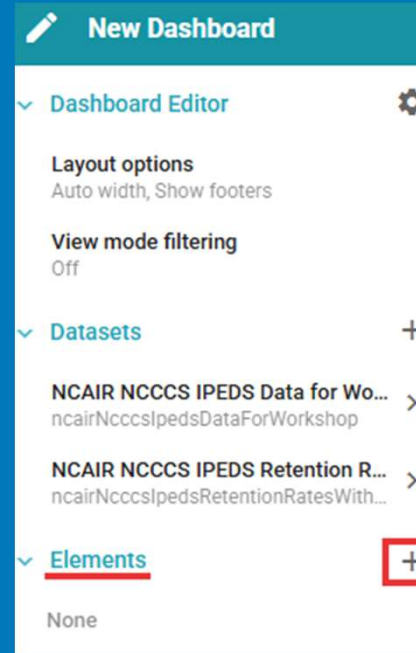 New Dashboard
Dashboard Editor
Layout options
Auto width, Show footers
View mode filtering
Off
Datasets
NCAIR NCCCS IPEDS Data for Wo...
ncairNcccsIpedsDataForWorkshop
NCAIR NCCCS IPEDS Retention R...
ncairNcccsIpedsRetentionRatesWith...
Elements
None